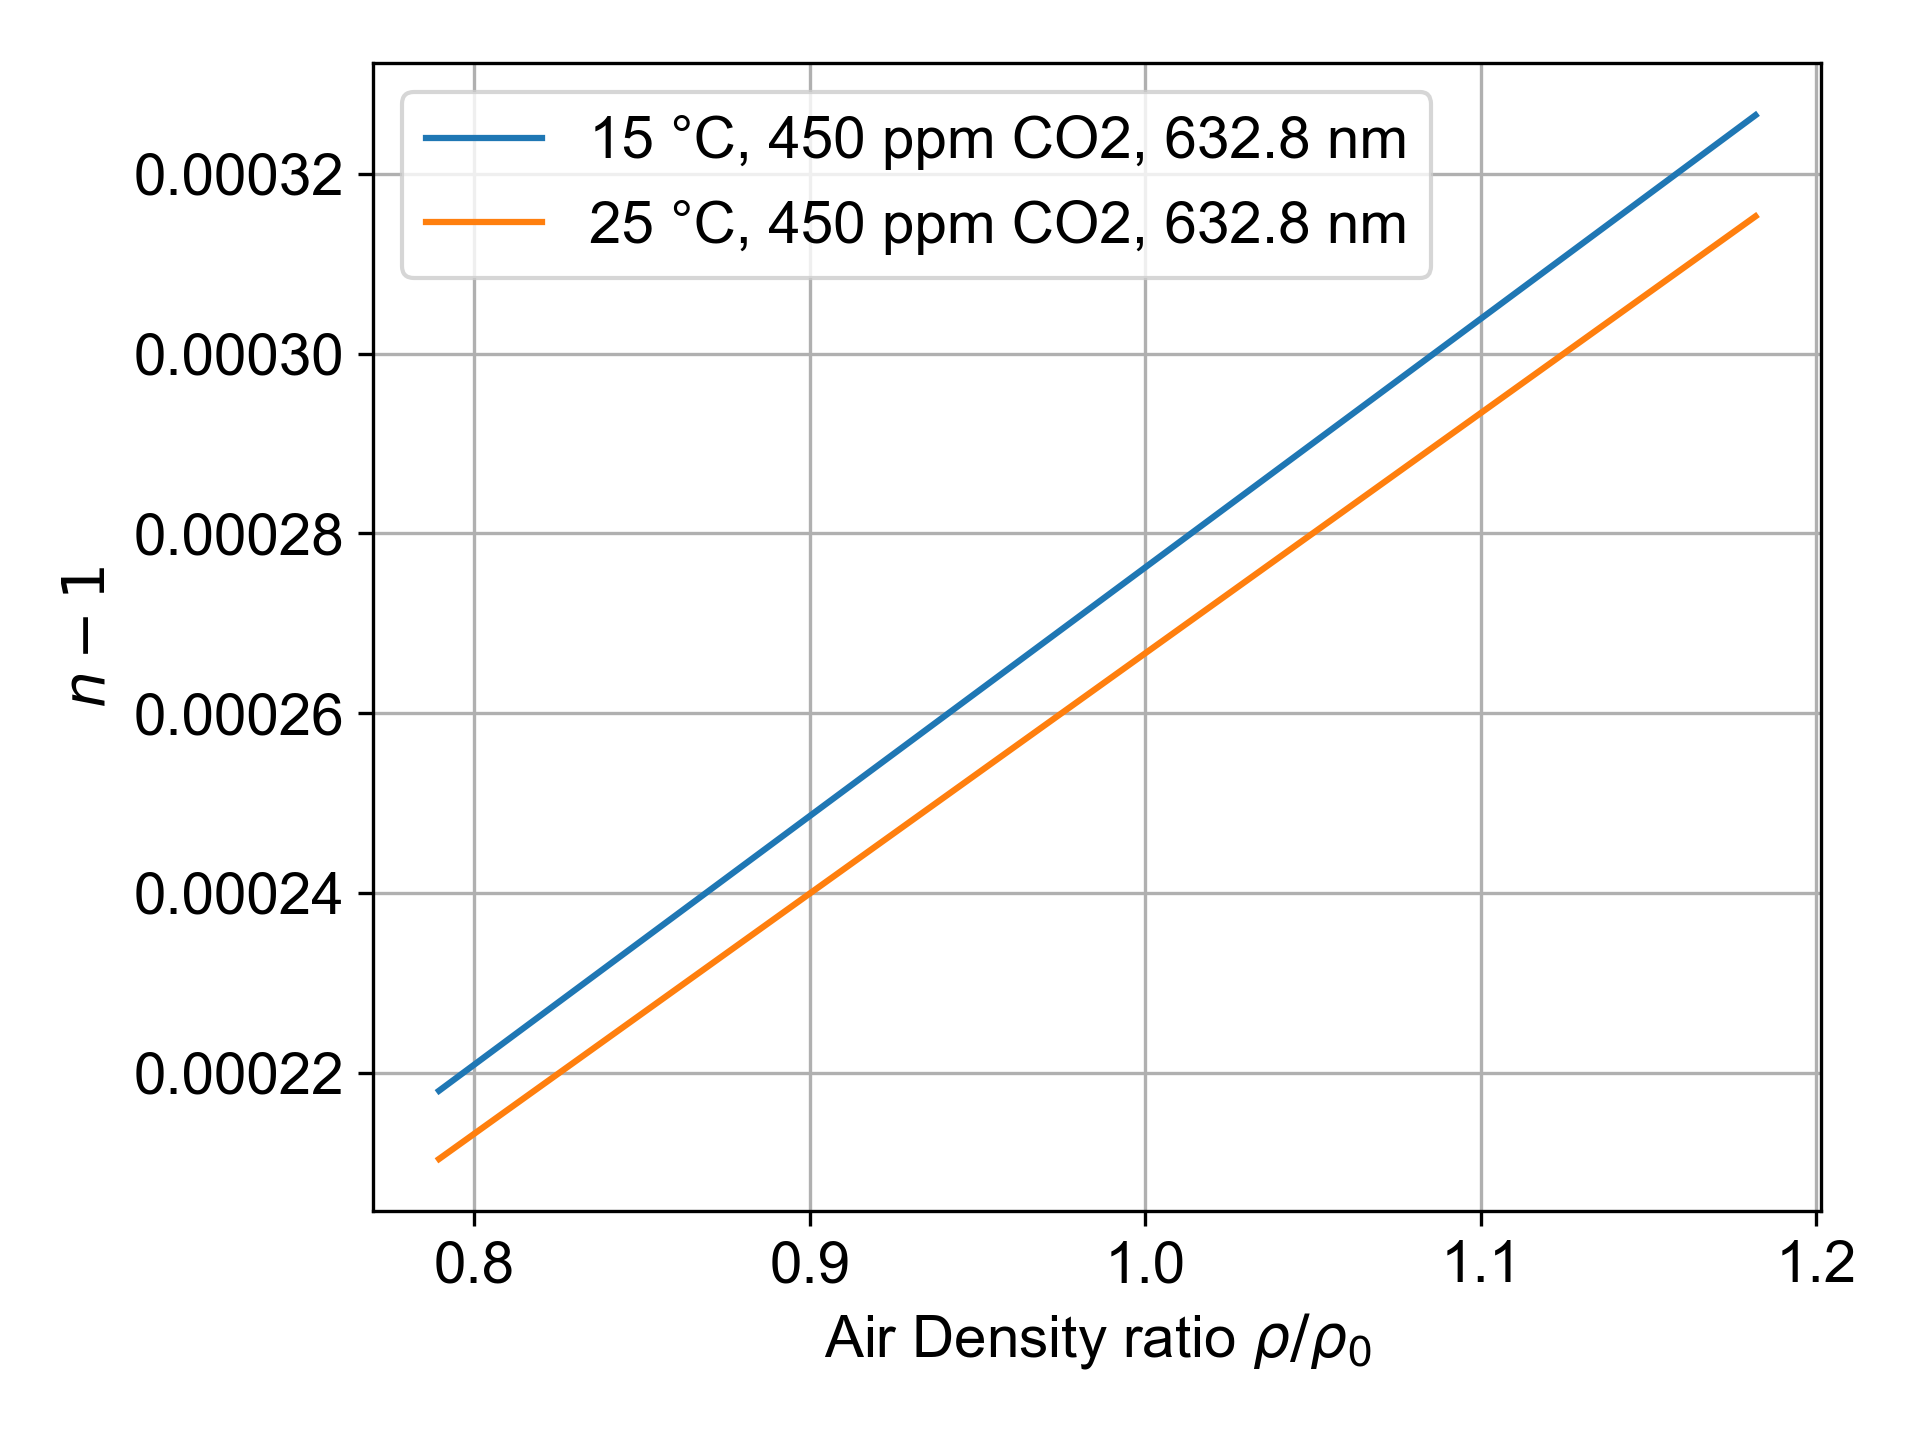 15 °C, 450 ppm CO2, 632.8 nm
25 °C, 450 ppm CO2, 632.8 nm
0.00032
0.00030
0.00028
0.00026
0.00024
0.00022
n − 1
0.8 0.9 1.0 1.1 1.2
Air Density ratio ρ/ρ₀